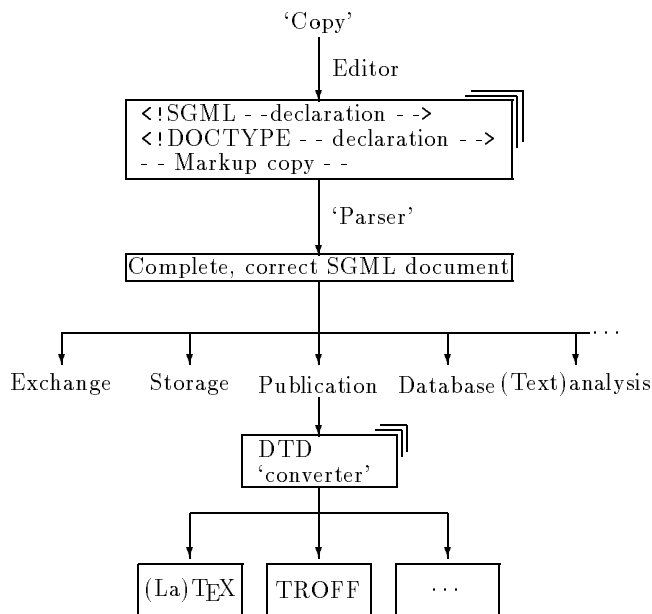 ‘Copy’
Editor
<!SGML - -declaration - ->
<!DOCTYPE - - declaration - ->
- - Markup copy - -
‘Parser’
Complete, correct SGML document
. . .
Exchange Storage Publication Database (Text)analysis
DTD
‘converter’
(La)TEX TROFF · · ·